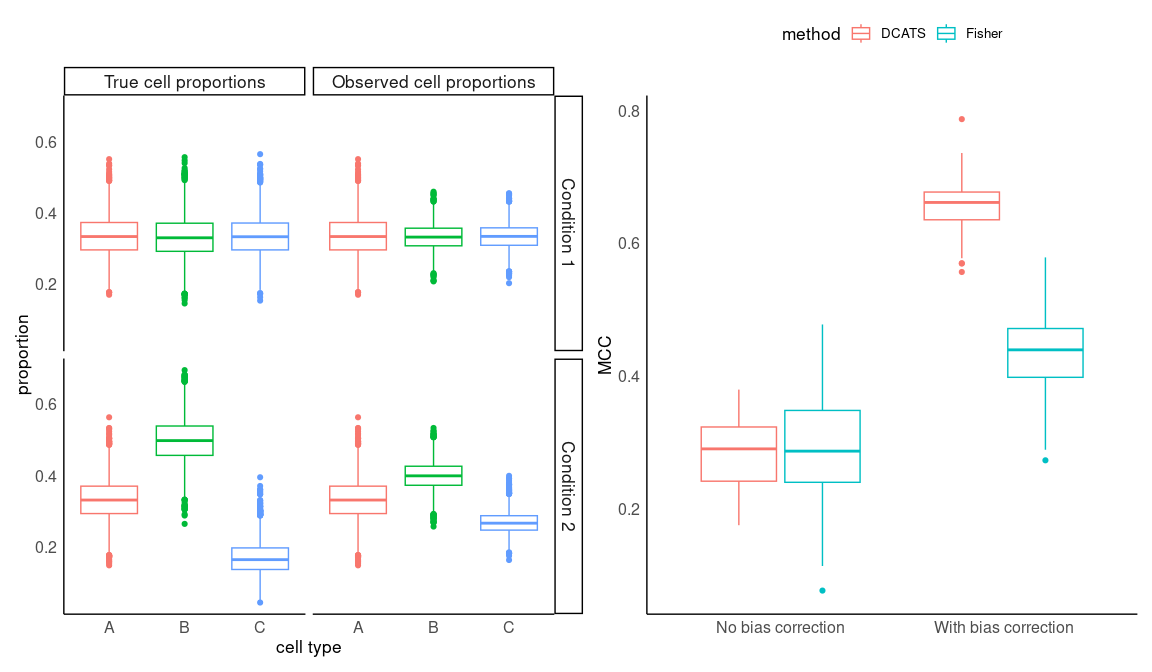 method DCATS Fisher
True cell proportions Observed cell proportions
0.6
0.4
0.2
Condition 1
proportion
0.6
0.4
0.2
Condition 2
A B C A B C
cell type
0.8
0.6
0.4
0.2
MCC
No bias correction With bias correction